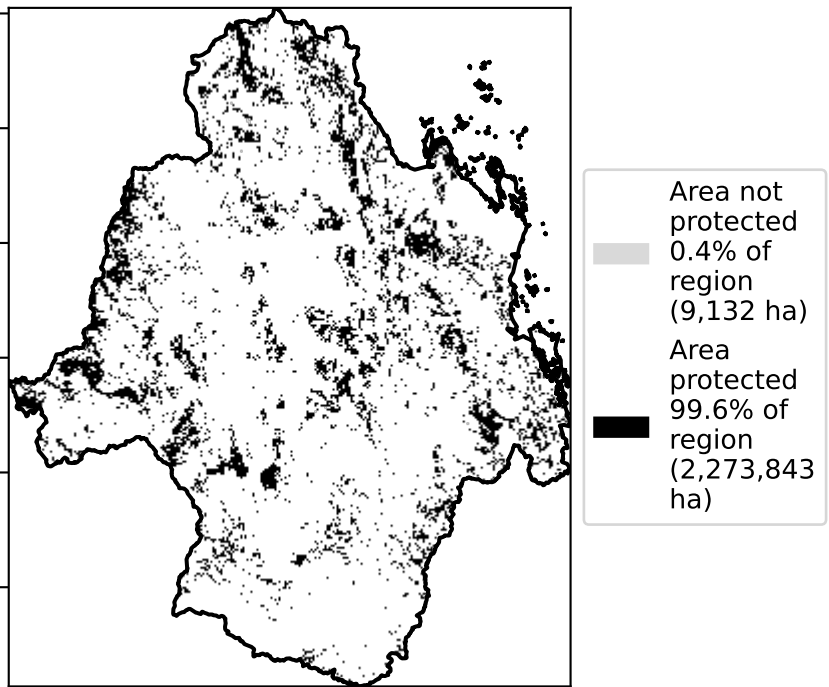 Area not
protected
0.4% of
region
(9,132 ha)
Area
protected
99.6% of
region
(2,273,843
ha)